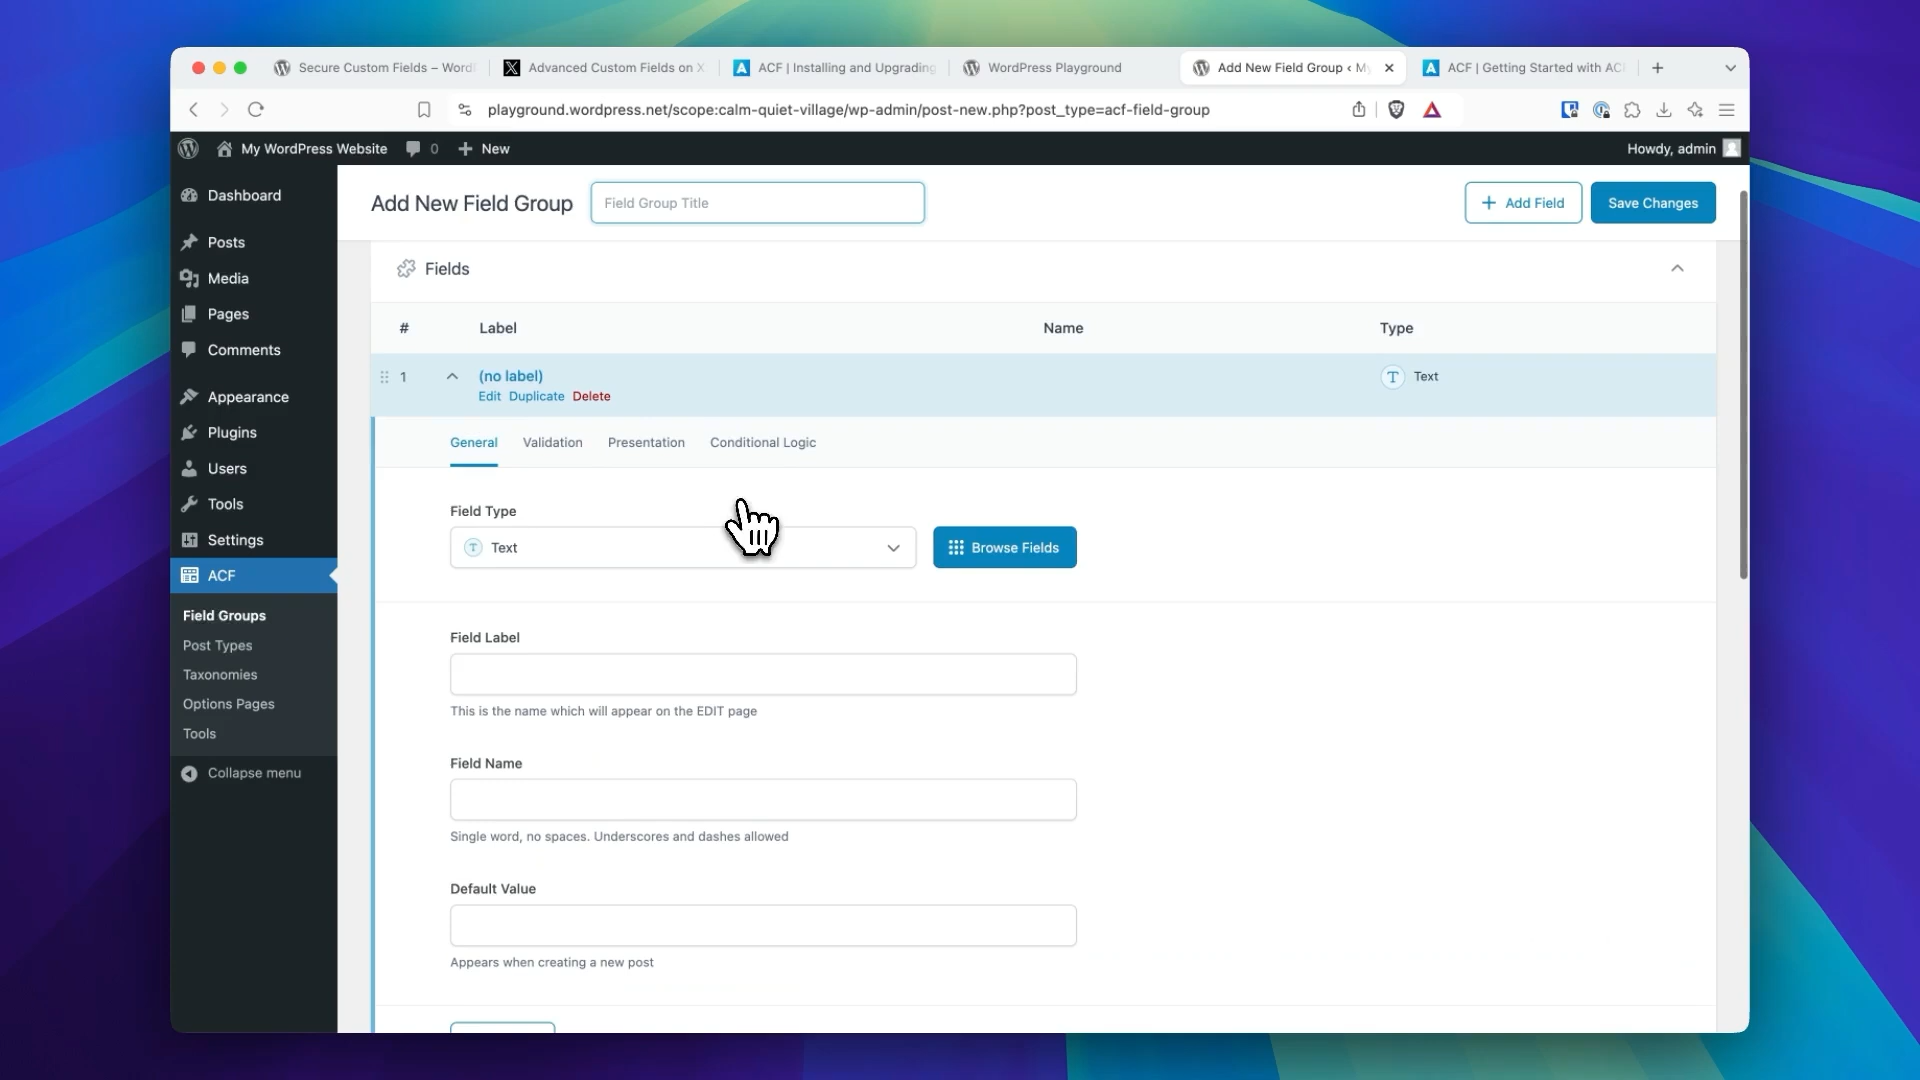 Secure Custom Fields – Word
Advanced Custom Fields on X
ACF | Installing and Upgrading
WordPress Playground
Add New Field Group ‹ My
ACF | Getting Started with ACF
playground.wordpress.net/scope:calm-quiet-village/wp-admin/post-new.php?post_type=acf-field-group
My WordPress Website
0
New
Howdy, admin
Dashboard
Posts
Media
Pages
Comments
Appearance
Plugins
Users
Tools
Settings
ACF
Field Groups
Post Types
Taxonomies
Options Pages
Tools
Collapse menu
Add New Field Group
Field Group Title
Add Field
Save Changes
Fields
# Label Name Type
1 (no label) T Text
Edit Duplicate Delete
General Validation Presentation Conditional Logic
Field Type
T Text
Browse Fields
Field Label
This is the name which will appear on the EDIT page
Field Name
Single word, no spaces. Underscores and dashes allowed
Default Value
Appears when creating a new post